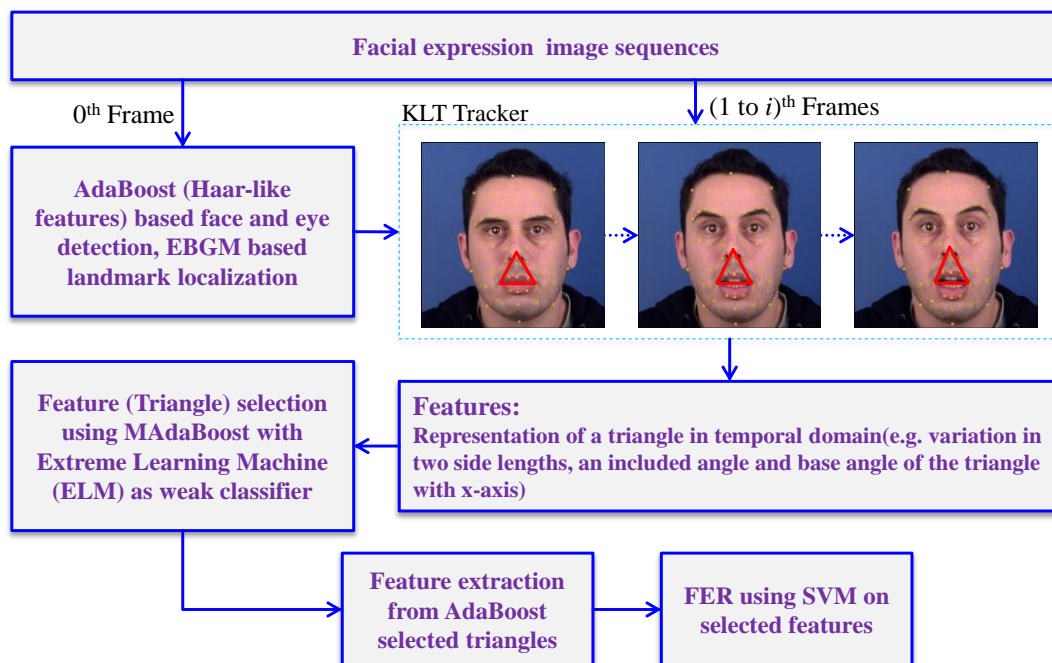 Facial expression  image sequences
0th Frame
KLT Tracker
(1 to i)th Frames
AdaBoost (Haar-like
features) based face and eye
detection, EBGM based
landmark localization
Feature (Triangle) selection
using MAdaBoost with
Extreme Learning Machine
(ELM) as weak classifier
Features:
Representation of a triangle in temporal domain(e.g. variation in
two side lengths, an included angle and base angle of the triangle
with x-axis)
Feature extraction
from AdaBoost
selected triangles
FER using SVM on
selected features